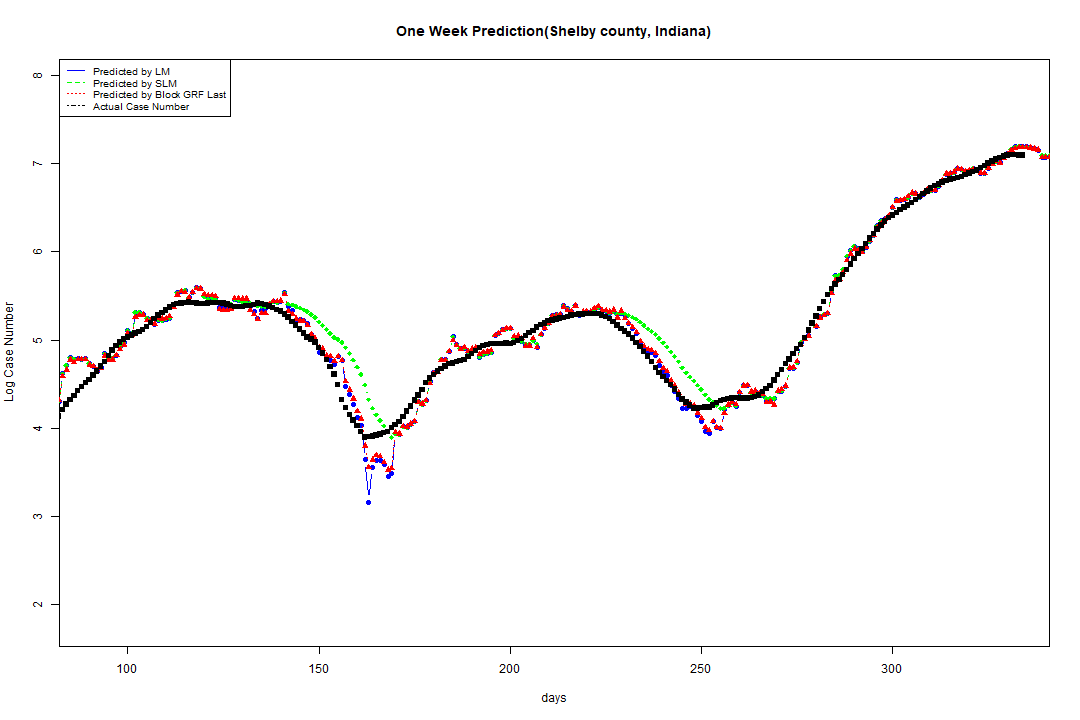 One Week Prediction(Shelby county, Indiana)
Predicted by LM
Predicted by SLM
Predicted by Block GRF Last
Actual Case Number
8
7
6
5
4
3
2
Log Case Number
100 150 200 250 300
days